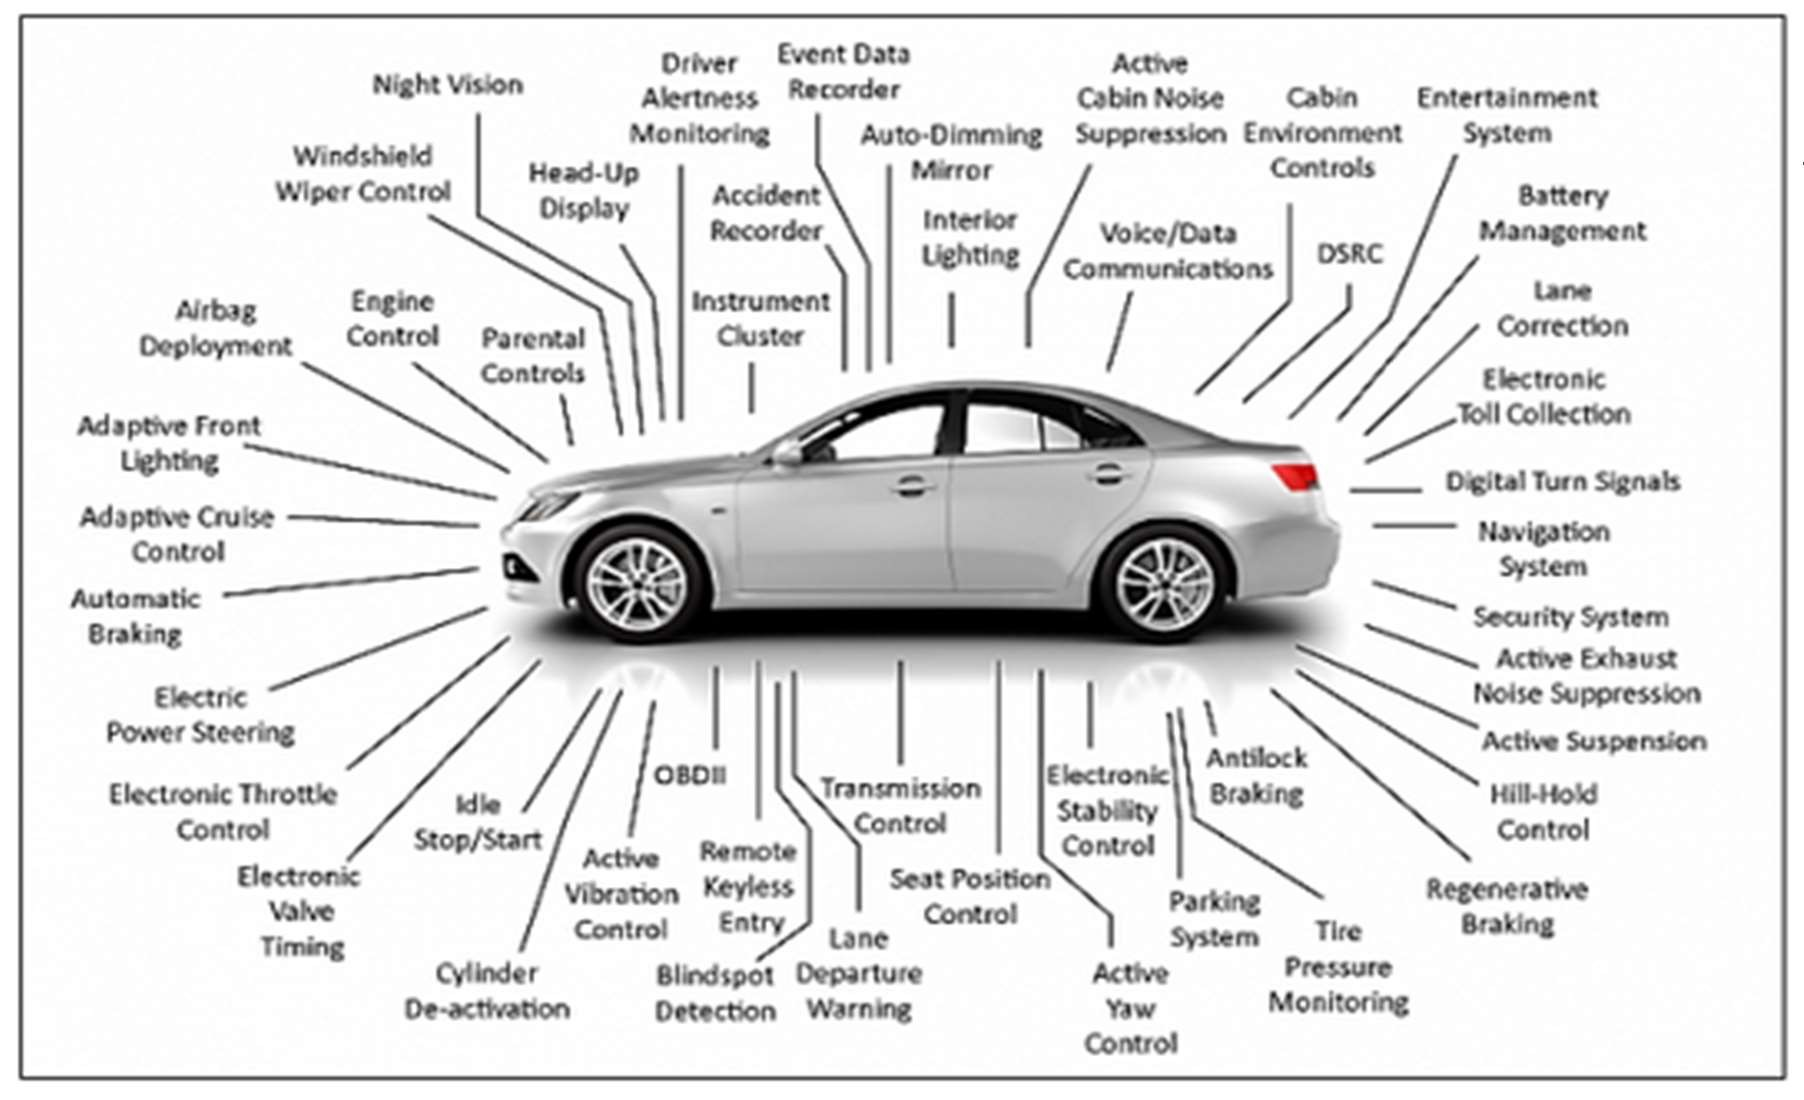 Night Vision
Driver
Alertness
Monitoring
Event Data
Recorder
Active
Cabin Noise
Suppression
Cabin
Environment
Controls
Entertainment
System
Windshield
Wiper Control
Head-Up
Display
Accident
Recorder
Auto-Dimming
Mirror
Interior
Lighting
Voice/Data
Communications
DSRC
Battery
Management
Airbag
Deployment
Engine
Control
Parental
Controls
Instrument
Cluster
Lane
Correction
Electronic
Toll Collection
Adaptive Front
Lighting
Digital Turn Signals
Adaptive Cruise
Control
Navigation
System
Automatic
Braking
Security System
Electric
Power Steering
Active Exhaust
Noise Suppression
Active Suspension
Electronic Throttle
Control
Idle
Stop/Start
OBDII
Transmission
Control
Electronic
Stability
Control
Antilock
Braking
Hill-Hold
Control
Electronic
Valve
Timing
Active
Vibration
Control
Remote
Keyless
Entry
Seat Position
Control
Parking
System
Regenerative
Braking
Cylinder
De-activation
Blindspot
Detection
Lane
Departure
Warning
Active
Yaw
Control
Tire
Pressure
Monitoring